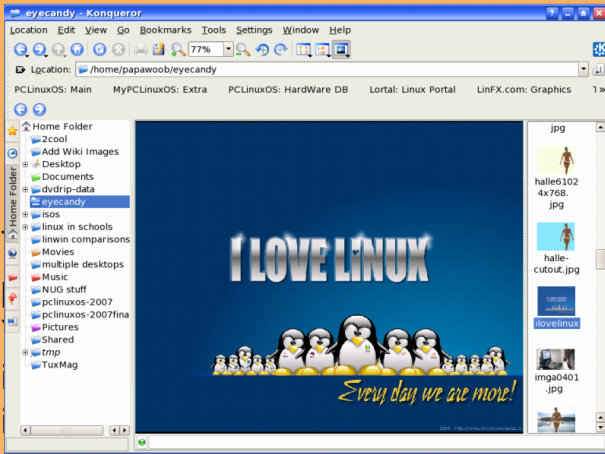 eyecandy - Konqueror
Location Edit View Go Bookmarks Tools Settings Window Help
77%
Location: /home/papawoob/eyecandy
PCLinuxOS: Main MyPCLinuxOS: Extra PCLinuxOS: HardWare DB Lortal: Linux Portal LinFX.com: Graphics 1 »
Home Folder
Home Folder
2cool
Add Wiki Images
Desktop
Documents
dvdrip-data
eyecandy
isos
linux in schools
linwin comparisons
Movies
multiple desktops
Music
NUG stuff
pclinuxos-2007
pclinuxos-2007fina
Pictures
Shared
tmp
TuxMag
I LOVE LINUX
Every day we are more!
jpg
halle6102
4x768.
jpg
halle-
cutout.jpg
ilovelinux
imga0401
.jpg